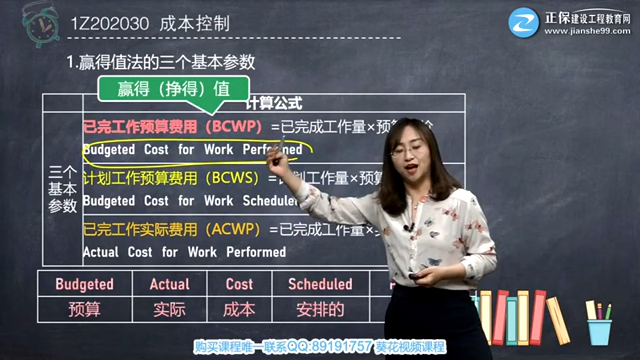 1Z202030 成本控制
正保建设工程教育网
www.jianshe99.com
1.赢得值法的三个基本参数
赢得（挣得）值
计算公式
三个基本参数
已完工作预算费用（BCWP）=已完成工作量×预
Budgeted Cost for Work Performed
计划工作预算费用（BCWS）=
划工作量×预算
Budgeted Cost for Work Scheduled
已完工作实际费用（ACWP）=已完成工作量×
Actual Cost for Work Performed
Budgeted Actual Cost Scheduled
预算 实际 成本 安排的
购买课程唯一联系QQ:89191757 葵花视频课程